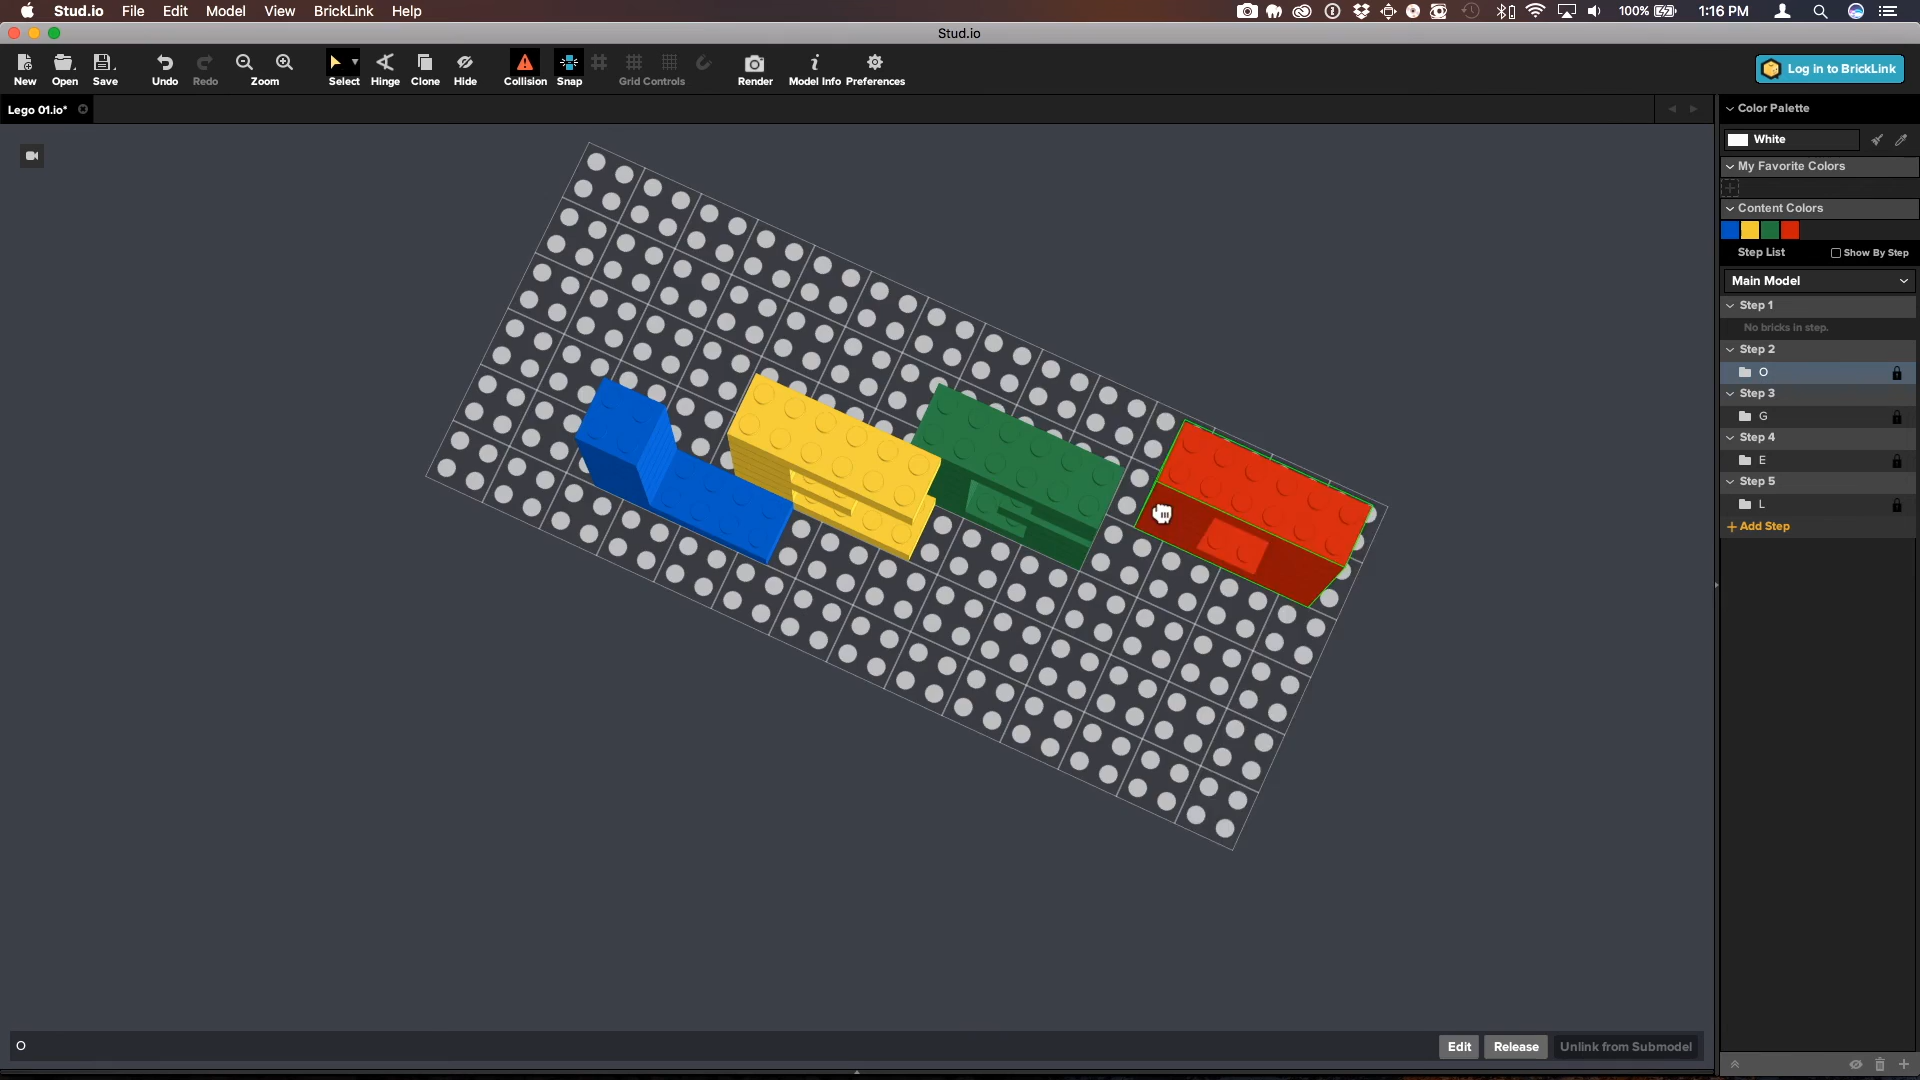 Stud.io File Edit Model View BrickLink Help
100% 1:16 PM
Stud.io
New Open Save Undo Redo Zoom Select Hinge Clone Hide Collision Snap Grid Controls Render Model Info Preferences
Log in to BrickLink
Lego 01.io*
Color Palette
White
My Favorite Colors
Content Colors
Step List Show By Step
Main Model
Step 1
No bricks in step.
Step 2
O
Step 3
G
Step 4
E
Step 5
L
+ Add Step
O Edit Release Unlink from Submodel